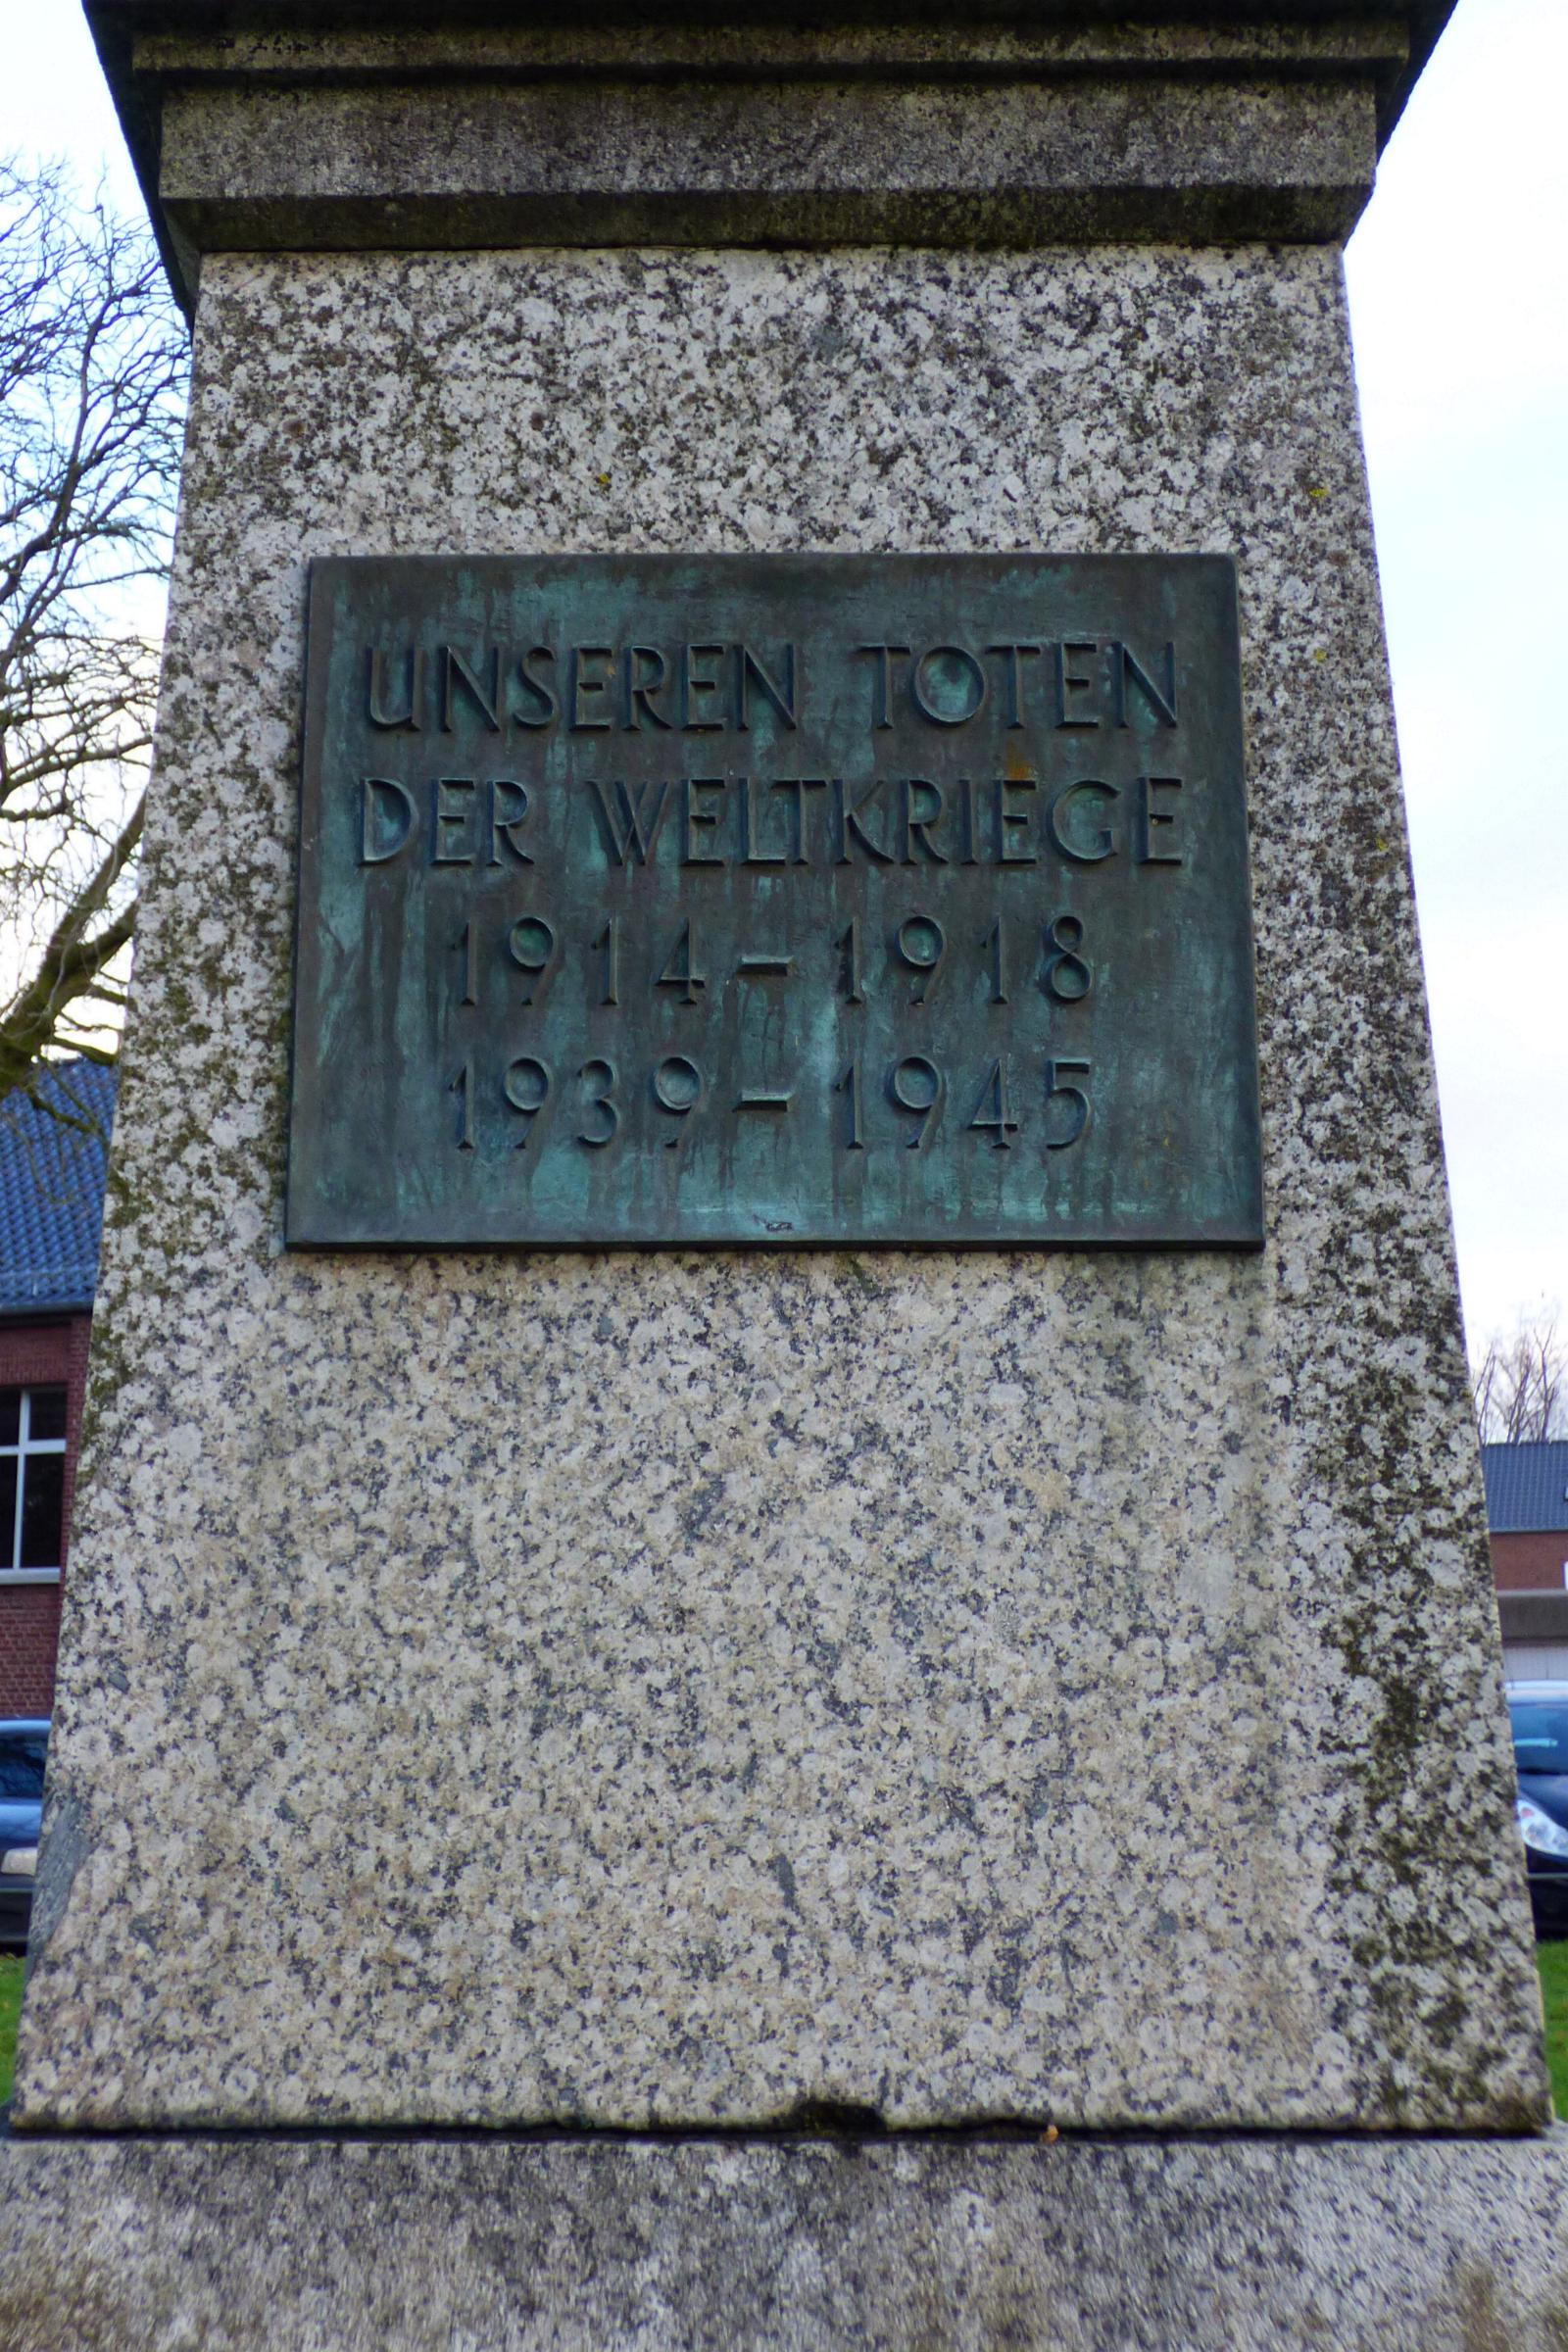 UNSEREN TOTEN
DER WELTKRIEGE
1914 – 1918
1939 – 1945